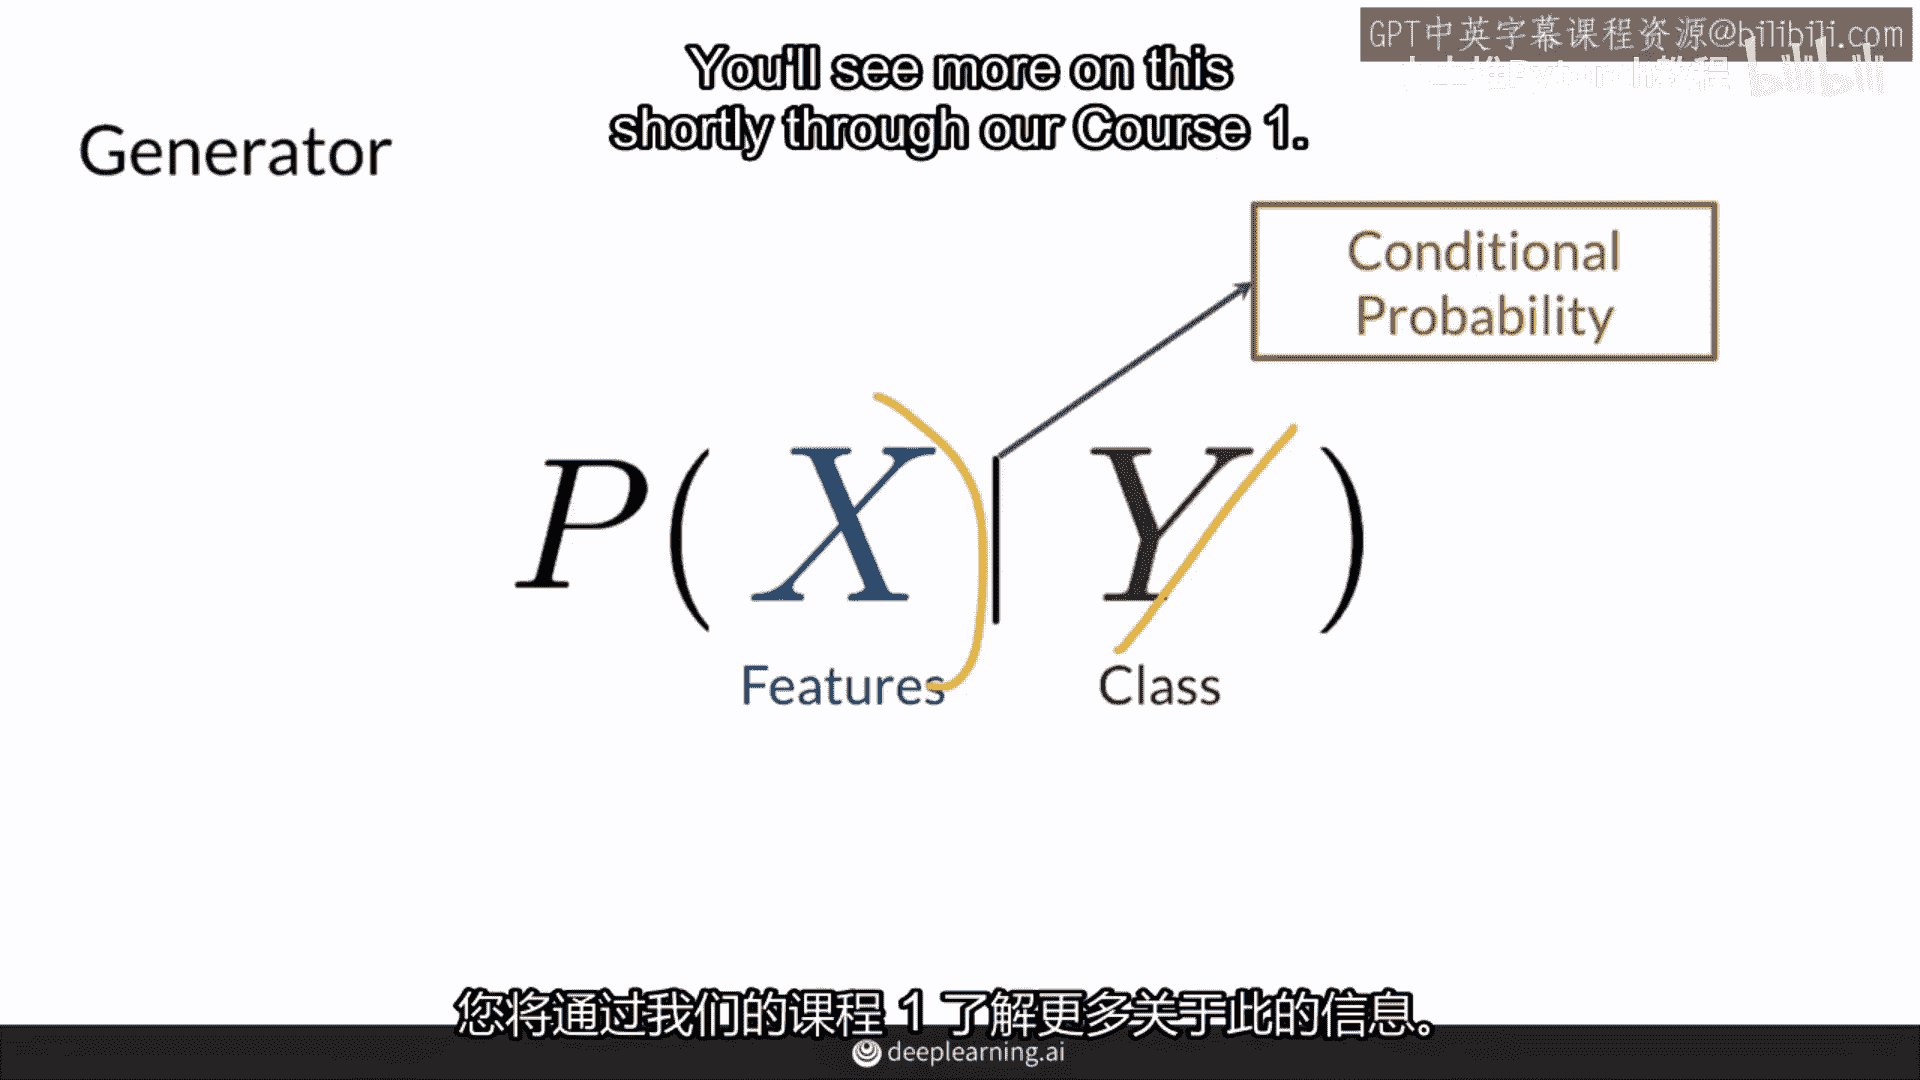 GPT中英字幕课程资源@bilibili.com
bilibili
You'll see more on this
shortly through our Course 1.
Generator
Conditional
Probability
P( X | Y )
Features
Class
您将通过我们的课程 1 了解更多关于此的信息。
deeplearning.ai